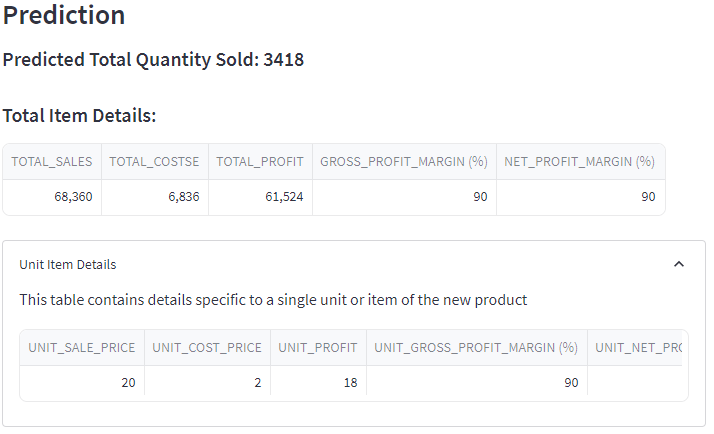 Prediction
Predicted Total Quantity Sold: 3418
Total Item Details:
TOTAL_SALES TOTAL_COSTSE TOTAL_PROFIT GROSS_PROFIT_MARGIN (%) NET_PROFIT_MARGIN (%)
68,360 6,836 61,524 90 90
Unit Item Details
This table contains details specific to a single unit or item of the new product
UNIT_SALE_PRICE UNIT_COST_PRICE UNIT_PROFIT UNIT_GROSS_PROFIT_MARGIN (%) UNIT_NET_PRO
20 2 18 90